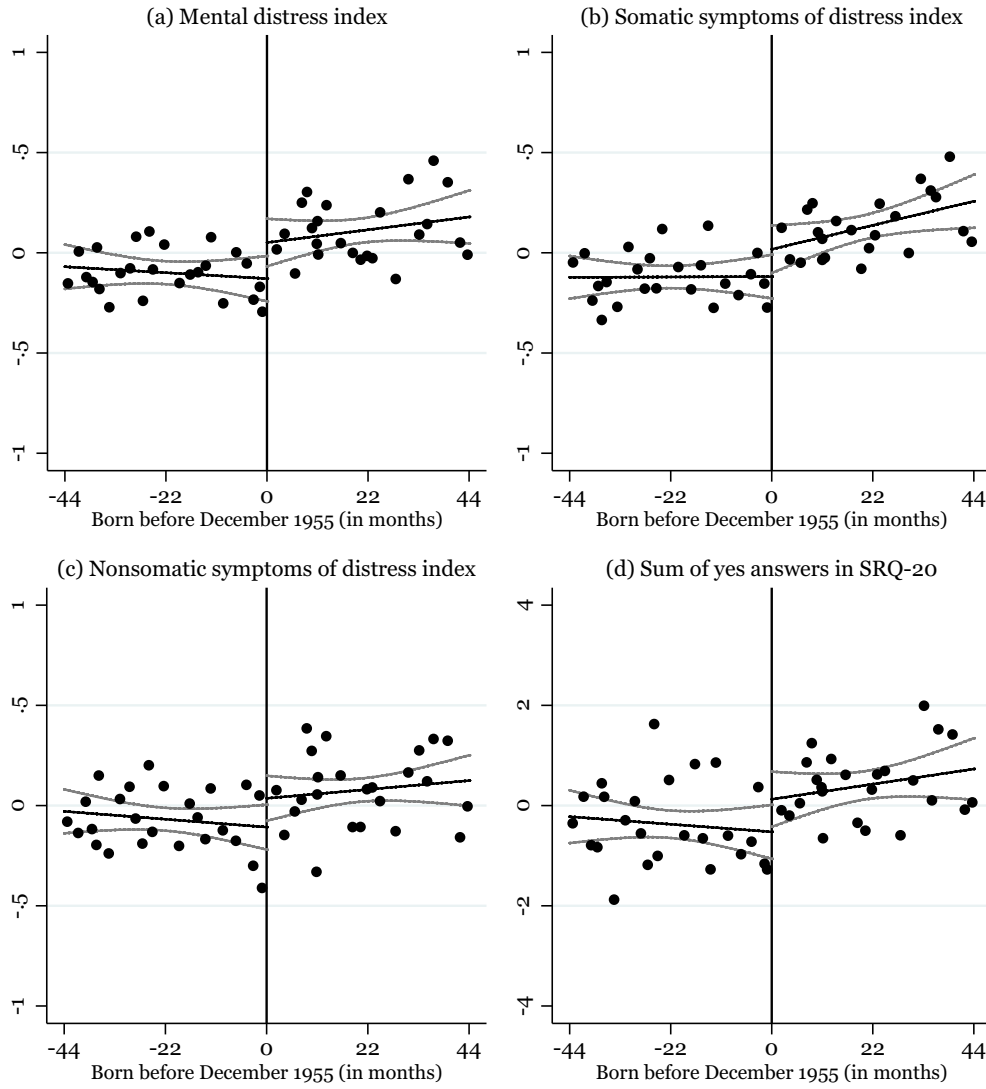 (a) Mental distress index
1
.5
0
-.5
-1
-44 -22 0 22 44
Born before December 1955 (in months)
(b) Somatic symptoms of distress index
1
.5
0
-.5
-1
-44 -22 0 22 44
Born before December 1955 (in months)
(c) Nonsomatic symptoms of distress index
1
.5
0
-.5
-1
-44 -22 0 22 44
Born before December 1955 (in months)
(d) Sum of yes answers in SRQ-20
4
2
0
-2
-4
-44 -22 0 22 44
Born before December 1955 (in months)